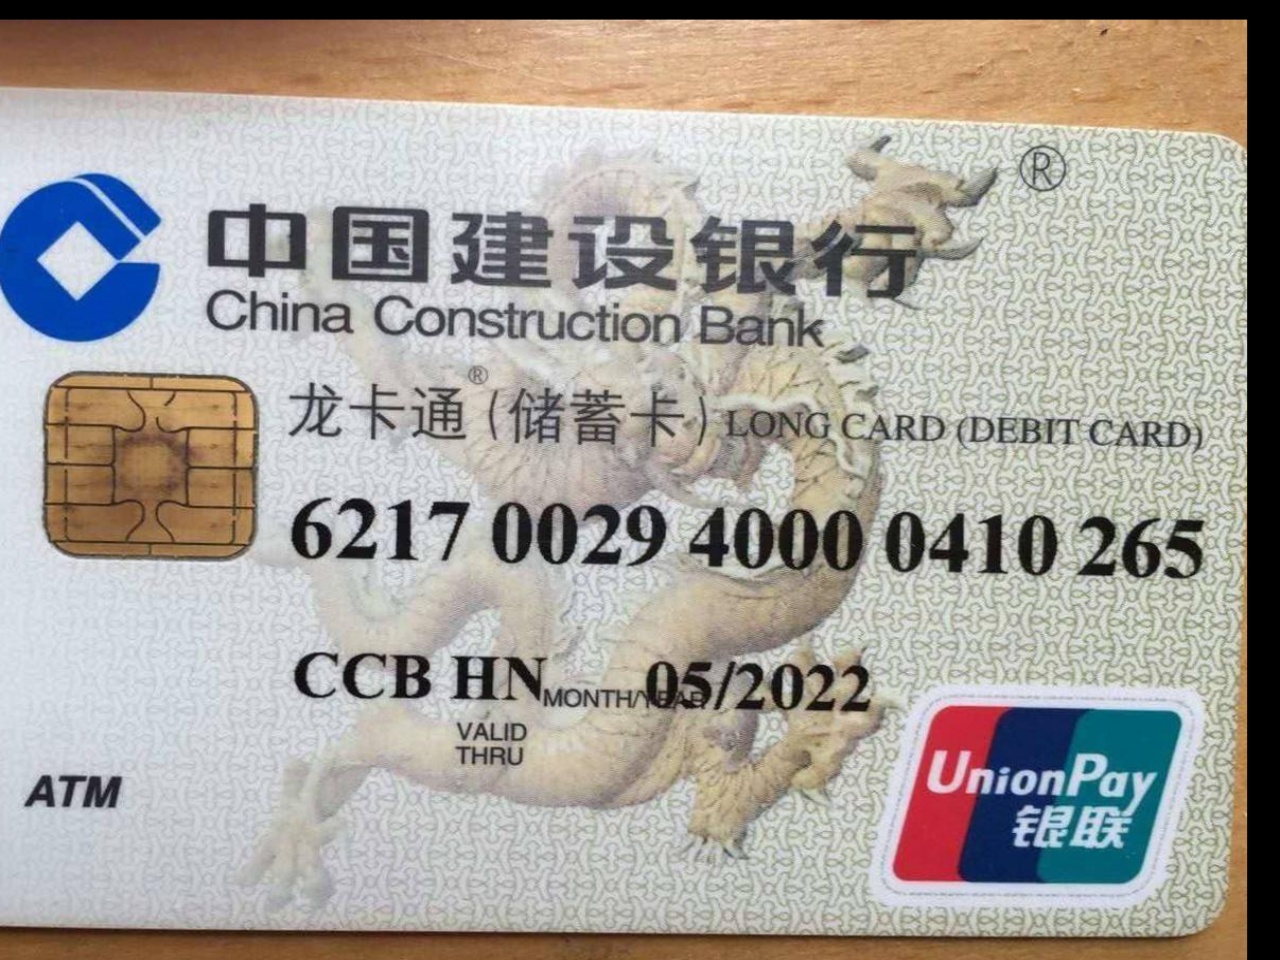 ®
中国建设银行
China Construction Bank
龙卡通®(储蓄卡) LONG CARD (DEBIT CARD)
6217 0029 4000 0410 265
CCB HN MONTH/YEAR 05/2022
VALID
THRU
ATM
UnionPay
银联